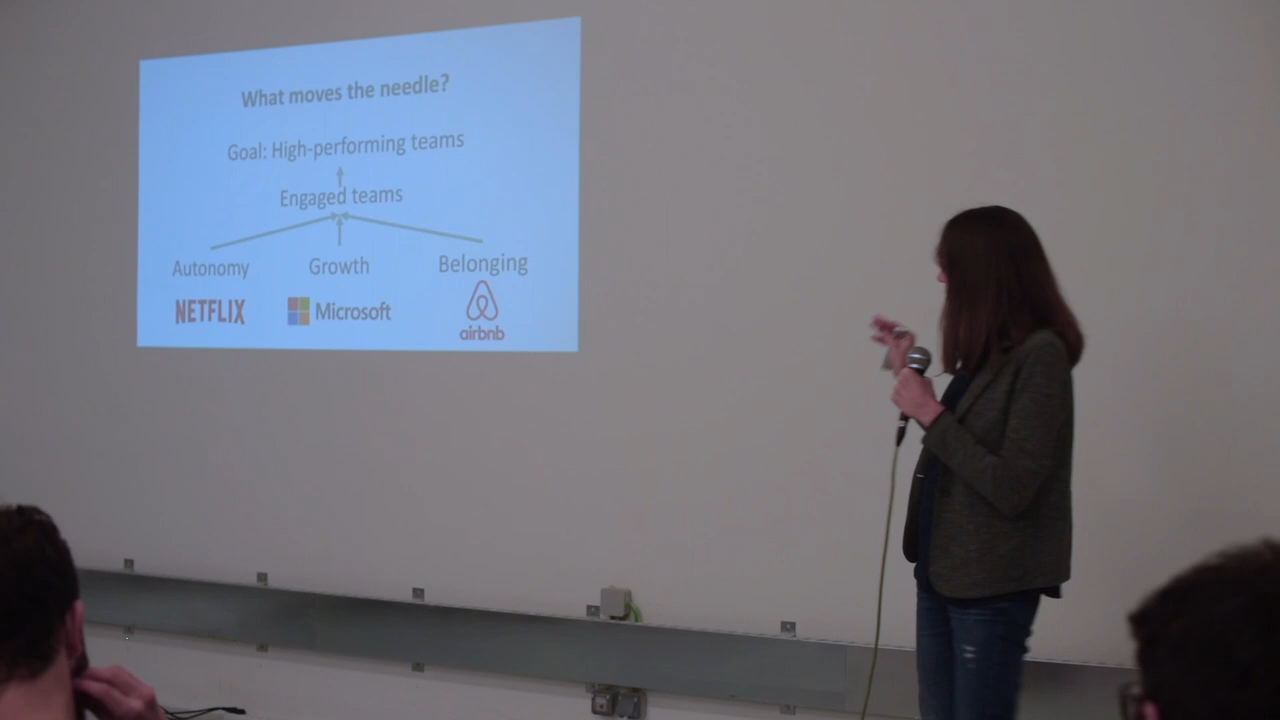 What moves the needle?
Goal: High-performing teams
Engaged teams
Autonomy Growth Belonging
NETFLIX Microsoft airbnb